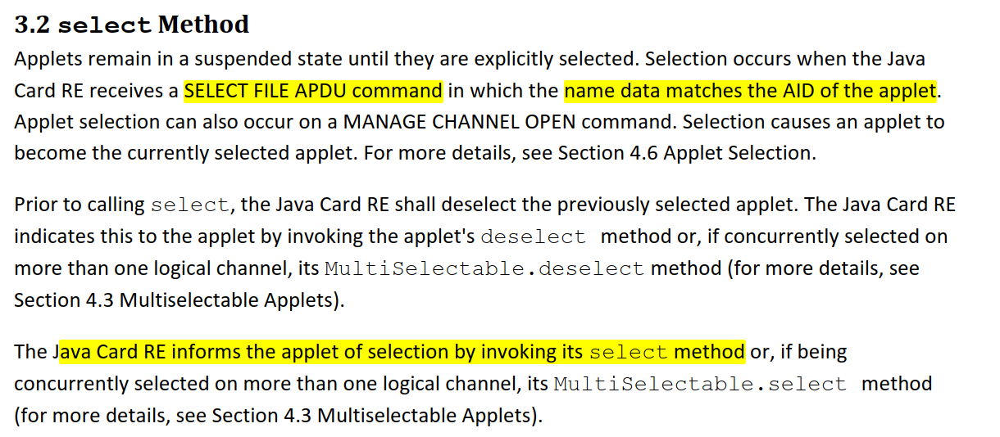 3.2 select Method
Applets remain in a suspended state until they are explicitly selected. Selection occurs when the Java
Card RE receives a SELECT FILE APDU command in which the name data matches the AID of the applet.
Applet selection can also occur on a MANAGE CHANNEL OPEN command. Selection causes an applet to
become the currently selected applet. For more details, see Section 4.6 Applet Selection.
Prior to calling select, the Java Card RE shall deselect the previously selected applet. The Java Card RE
indicates this to the applet by invoking the applet's deselect method or, if concurrently selected on
more than one logical channel, its MultiSelectable.deselect method (for more details, see
Section 4.3 Multiselectable Applets).
The Java Card RE informs the applet of selection by invoking its select method or, if being
concurrently selected on more than one logical channel, its MultiSelectable.select method
(for more details, see Section 4.3 Multiselectable Applets).